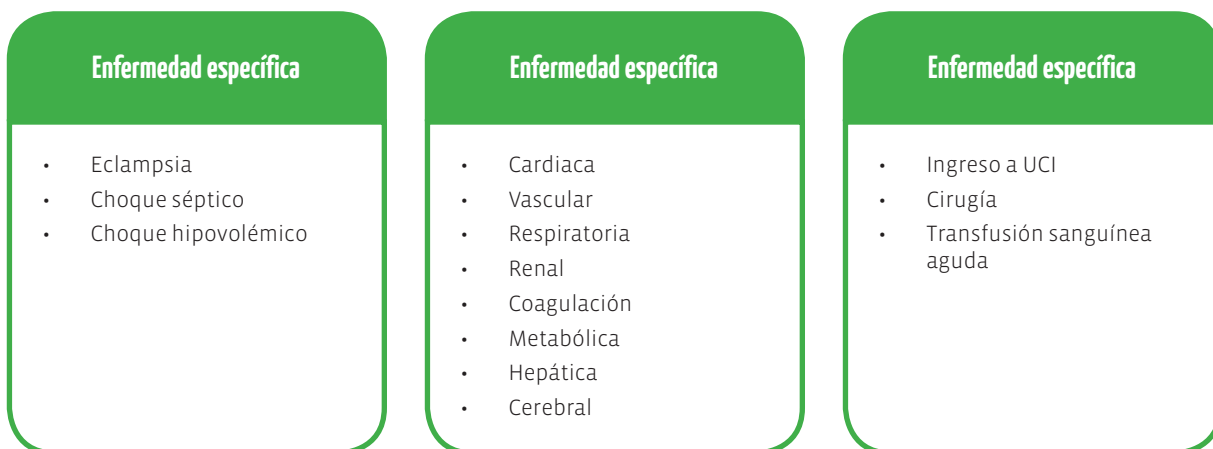 Enfermedad específica
• Eclampsia
• Choque séptico
• Choque hipovolémico
Enfermedad específica
• Cardiaca
• Vascular
• Respiratoria
• Renal
• Coagulación
• Metabólica
• Hepática
• Cerebral
Enfermedad específica
• Ingreso a UCI
• Cirugía
• Transfusión sanguínea
aguda